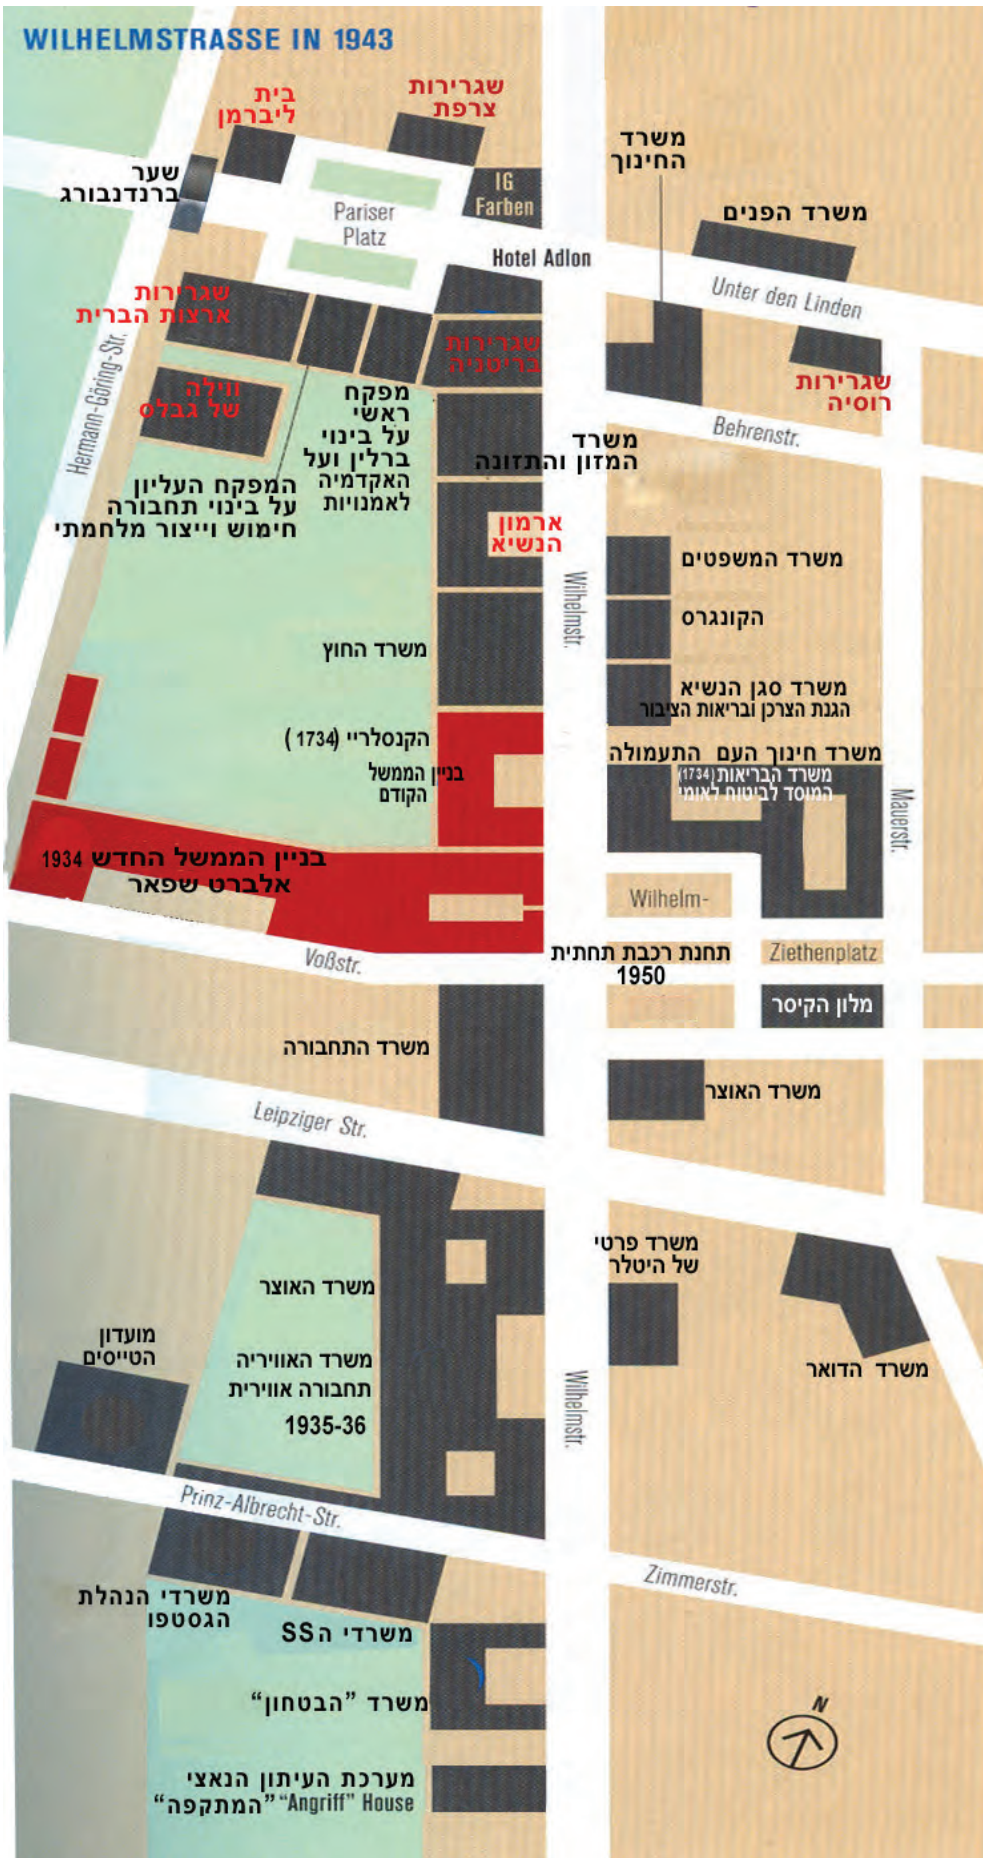 WILHELMSTRASSE IN 1943
שגרירות
צרפת
בית
ליברמן
משרד
החינוך
שער
ברנדנבורג
IG
Farben
Pariser
Platz
משרד הפנים
Hotel Adlon
Unter den Linden
שגרירות
ארצות הברית
שגרירות
בריטניה
שגרירות
רוסיה
Hermann-Göring-Str.
ווילה
של גבלס
מפקח
ראשי
על בינוי
ברלין ועל
האקדמיה
לאמנויות
Behrenstr.
משרד
המזון והתזונה
המפקח העליון
על בינוי תחבורה
חימוש וייצור מלחמתי
ארמון
הנשיא
משרד המשפטים
Wilhelmstr.
הקונגרס
משרד החוץ
משרד סגן הנשיא
הגנת הצרכן ובריאות הציבור
הקנסלריי (1734 )
בניין הממשל
הקודם
משרד חינוך העם התעמולה
משרד הבריאות (1734)
המוסד לביטוח לאומי
Mauerstr.
בניין הממשל החדש 1934
אלברט שפאר
Wilhelm-
Voßstr.
תחנת רכבת תחתית
1950
Ziethenplatz
מלון הקיסר
משרד התחבורה
משרד האוצר
Leipziger Str.
משרד פרטי
של היטלר
משרד האוצר
מועדון
הטייסים
משרד האוויריה
תחבורה אווירית
1935-36
משרד הדואר
Wilhelmstr.
Prinz-Albrecht-Str.
Zimmerstr.
משרדי הנהלת
הגסטפו
משרדי הSS
משרד "הבטחון"
N
מערכת העיתון הנאצי
"המתקפה" "Angriff" House